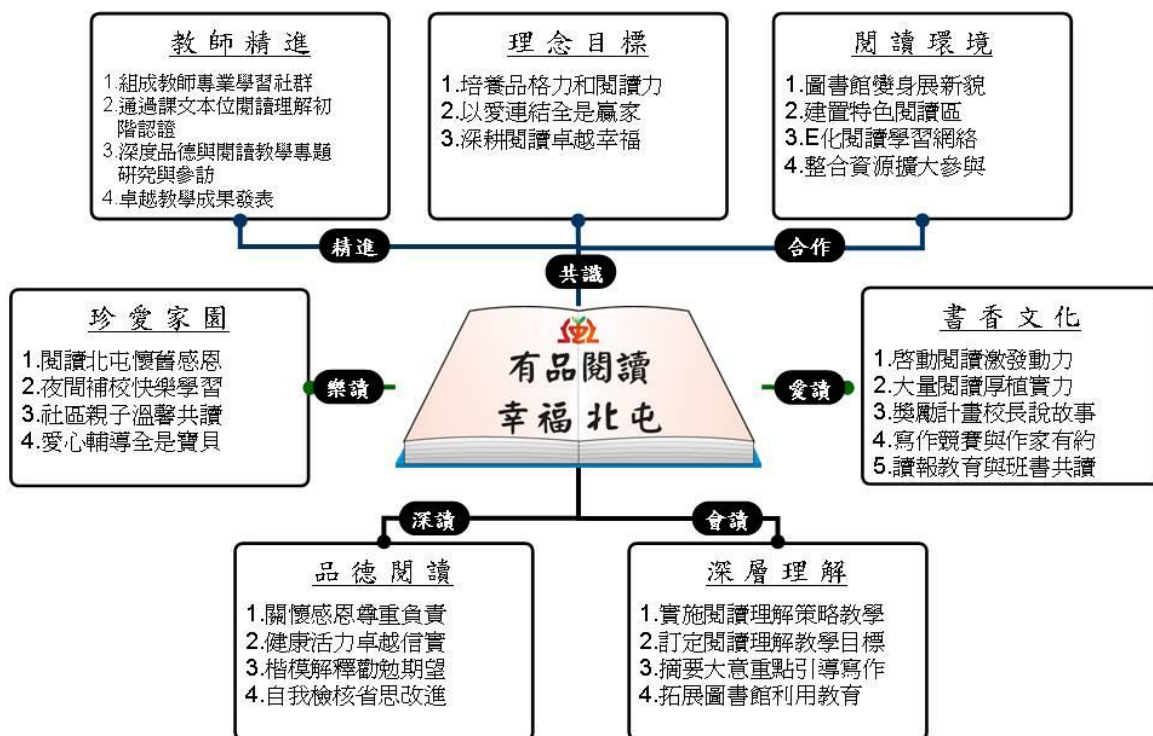 教師精進
1.組成教師專業學習社群
2.通過課文本位閱讀理解初
階認證
3.深度品德與閱讀教學專題
研究與參訪
4.卓越教學成果發表
理念目標
1.培養品格力和閱讀力
2.以愛連結全是贏家
3.深耕閱讀卓越幸福
閱讀環境
1.圖書館變身展新貌
2.建置特色閱讀區
3.E化閱讀學習網絡
4.整合資源擴大參與
精進
共識
合作
珍愛家園
1.閱讀北屯懷舊感恩
2.夜間補校快樂學習
3.社區親子溫馨共讀
4.愛心輔導全是寶貝
樂讀
有品閱讀
幸福北屯
愛讀
書香文化
1.啓動閱讀激發動力
2.大量閱讀厚植實力
3.獎勵計畫校長說故事
4.寫作競賽與作家有約
5.讀報教育與班書共讀
深讀
會讀
品德閱讀
1.關懷感恩尊重負責
2.健康活力卓越信實
3.楷模解釋勸勉期望
4.自我檢核省思改進
深層理解
1.實施閱讀理解策略教學
2.訂定閱讀理解教學目標
3.摘要大意重點引導寫作
4.拓展圖書館利用教育